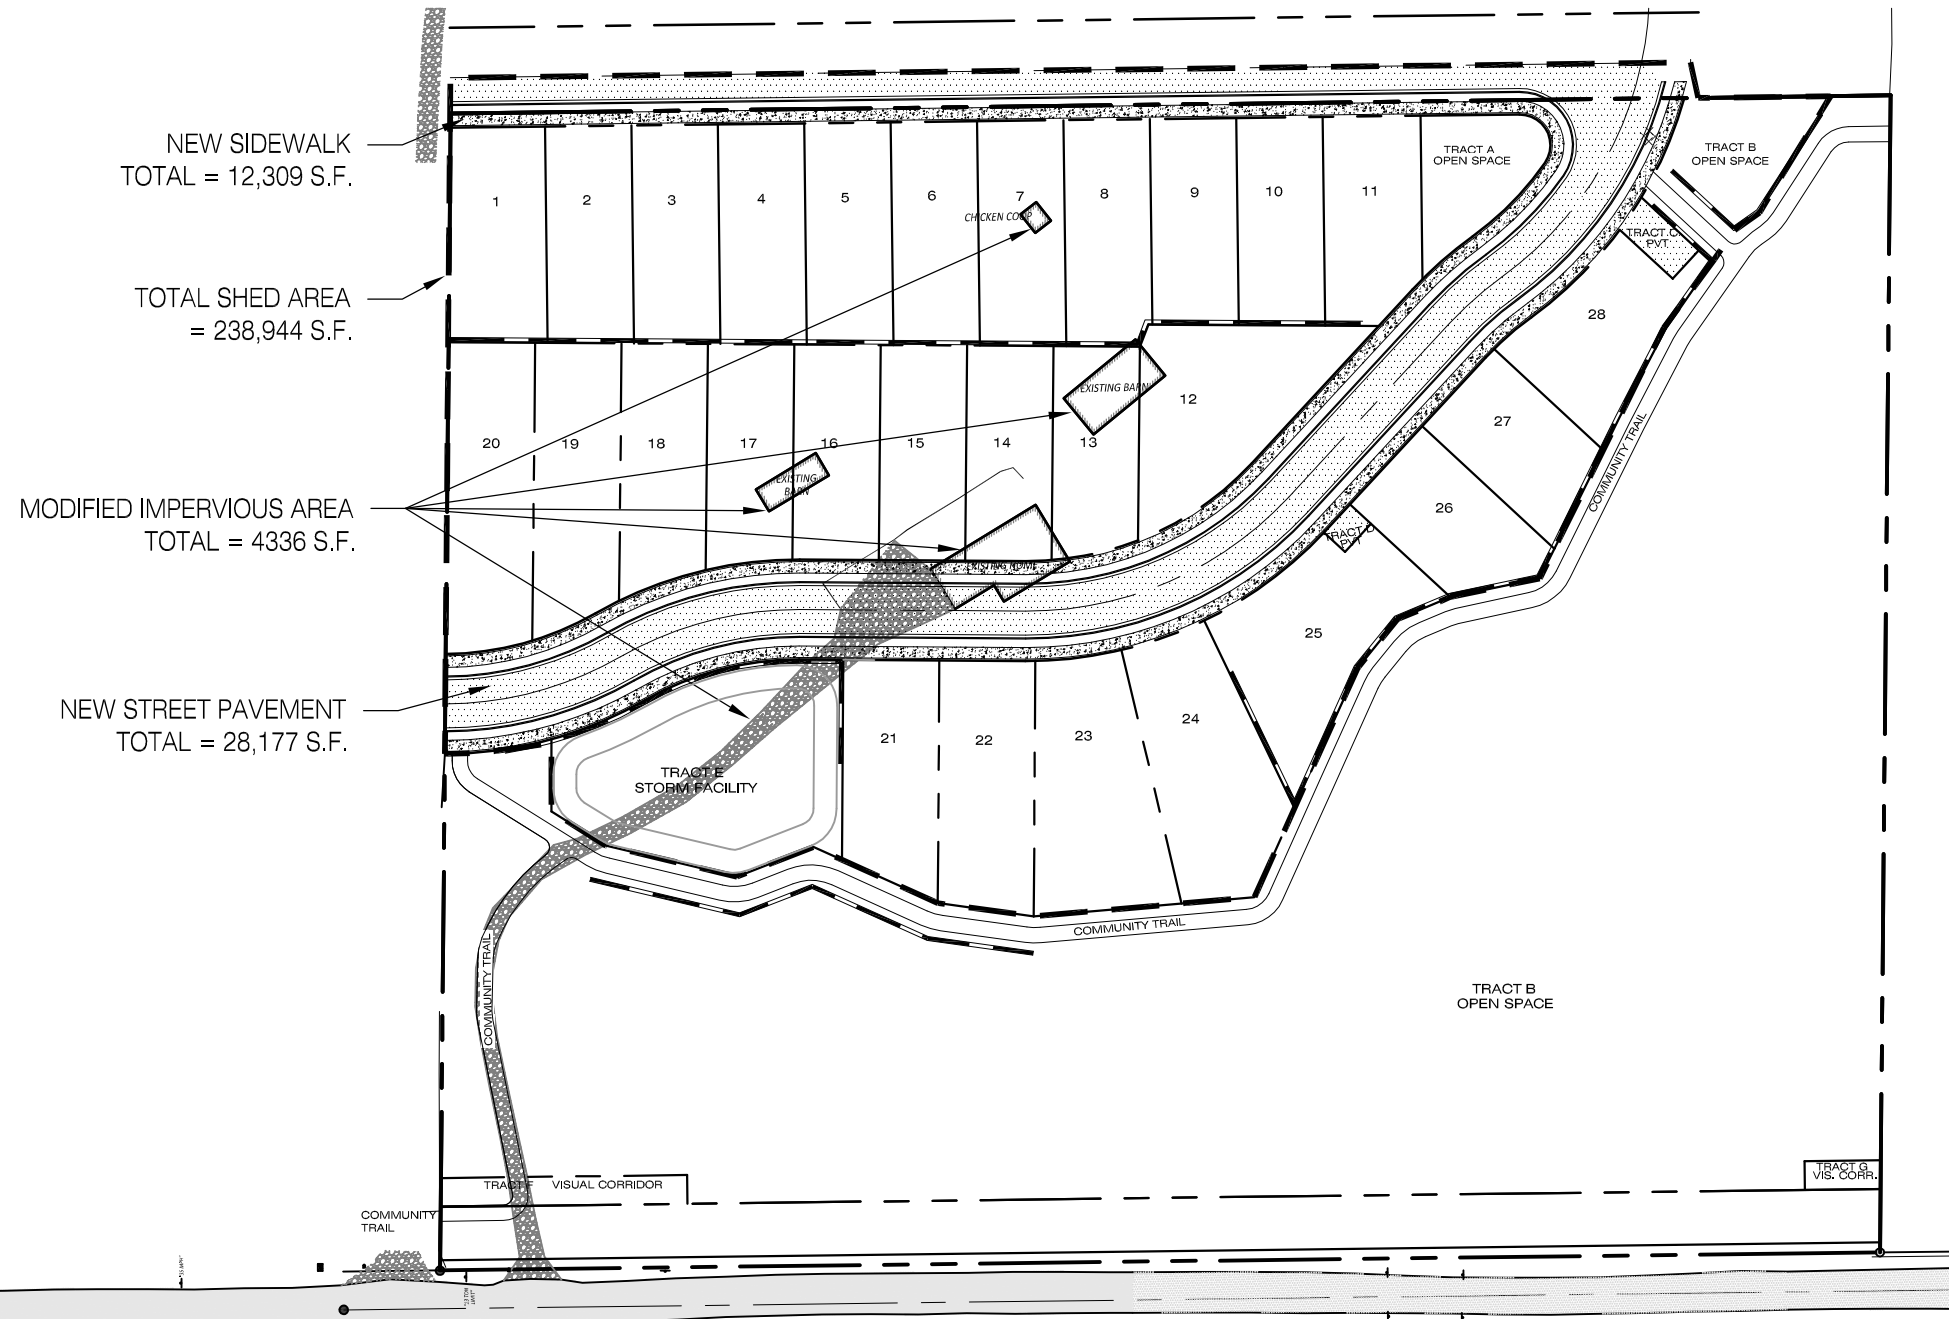 NEW SIDEWALK
TOTAL = 12,309 S.F.
TOTAL SHED AREA
= 238,944 S.F.
MODIFIED IMPERVIOUS AREA
TOTAL = 4336 S.F.
NEW STREET PAVEMENT
TOTAL = 28,177 S.F.
TRACT A
OPEN SPACE
TRACT B
OPEN SPACE
1
2
3
4
5
6
7
8
9
10
11
CHICKEN COOP
TRACT C
PVT
28
EXISTING BARN
12
27
20
19
18
17
16
15
14
13
EXISTING
BARN
COMMUNITY TRAIL
26
TRACT D
PVT
EXISTING HOME
25
24
23
22
21
TRACT E
STORM FACILITY
COMMUNITY TRAIL
COMMUNITY TRAIL
TRACT B
OPEN SPACE
TRACT F VISUAL CORRIDOR
TRACT G
VIS. CORR.
COMMUNITY
TRAIL